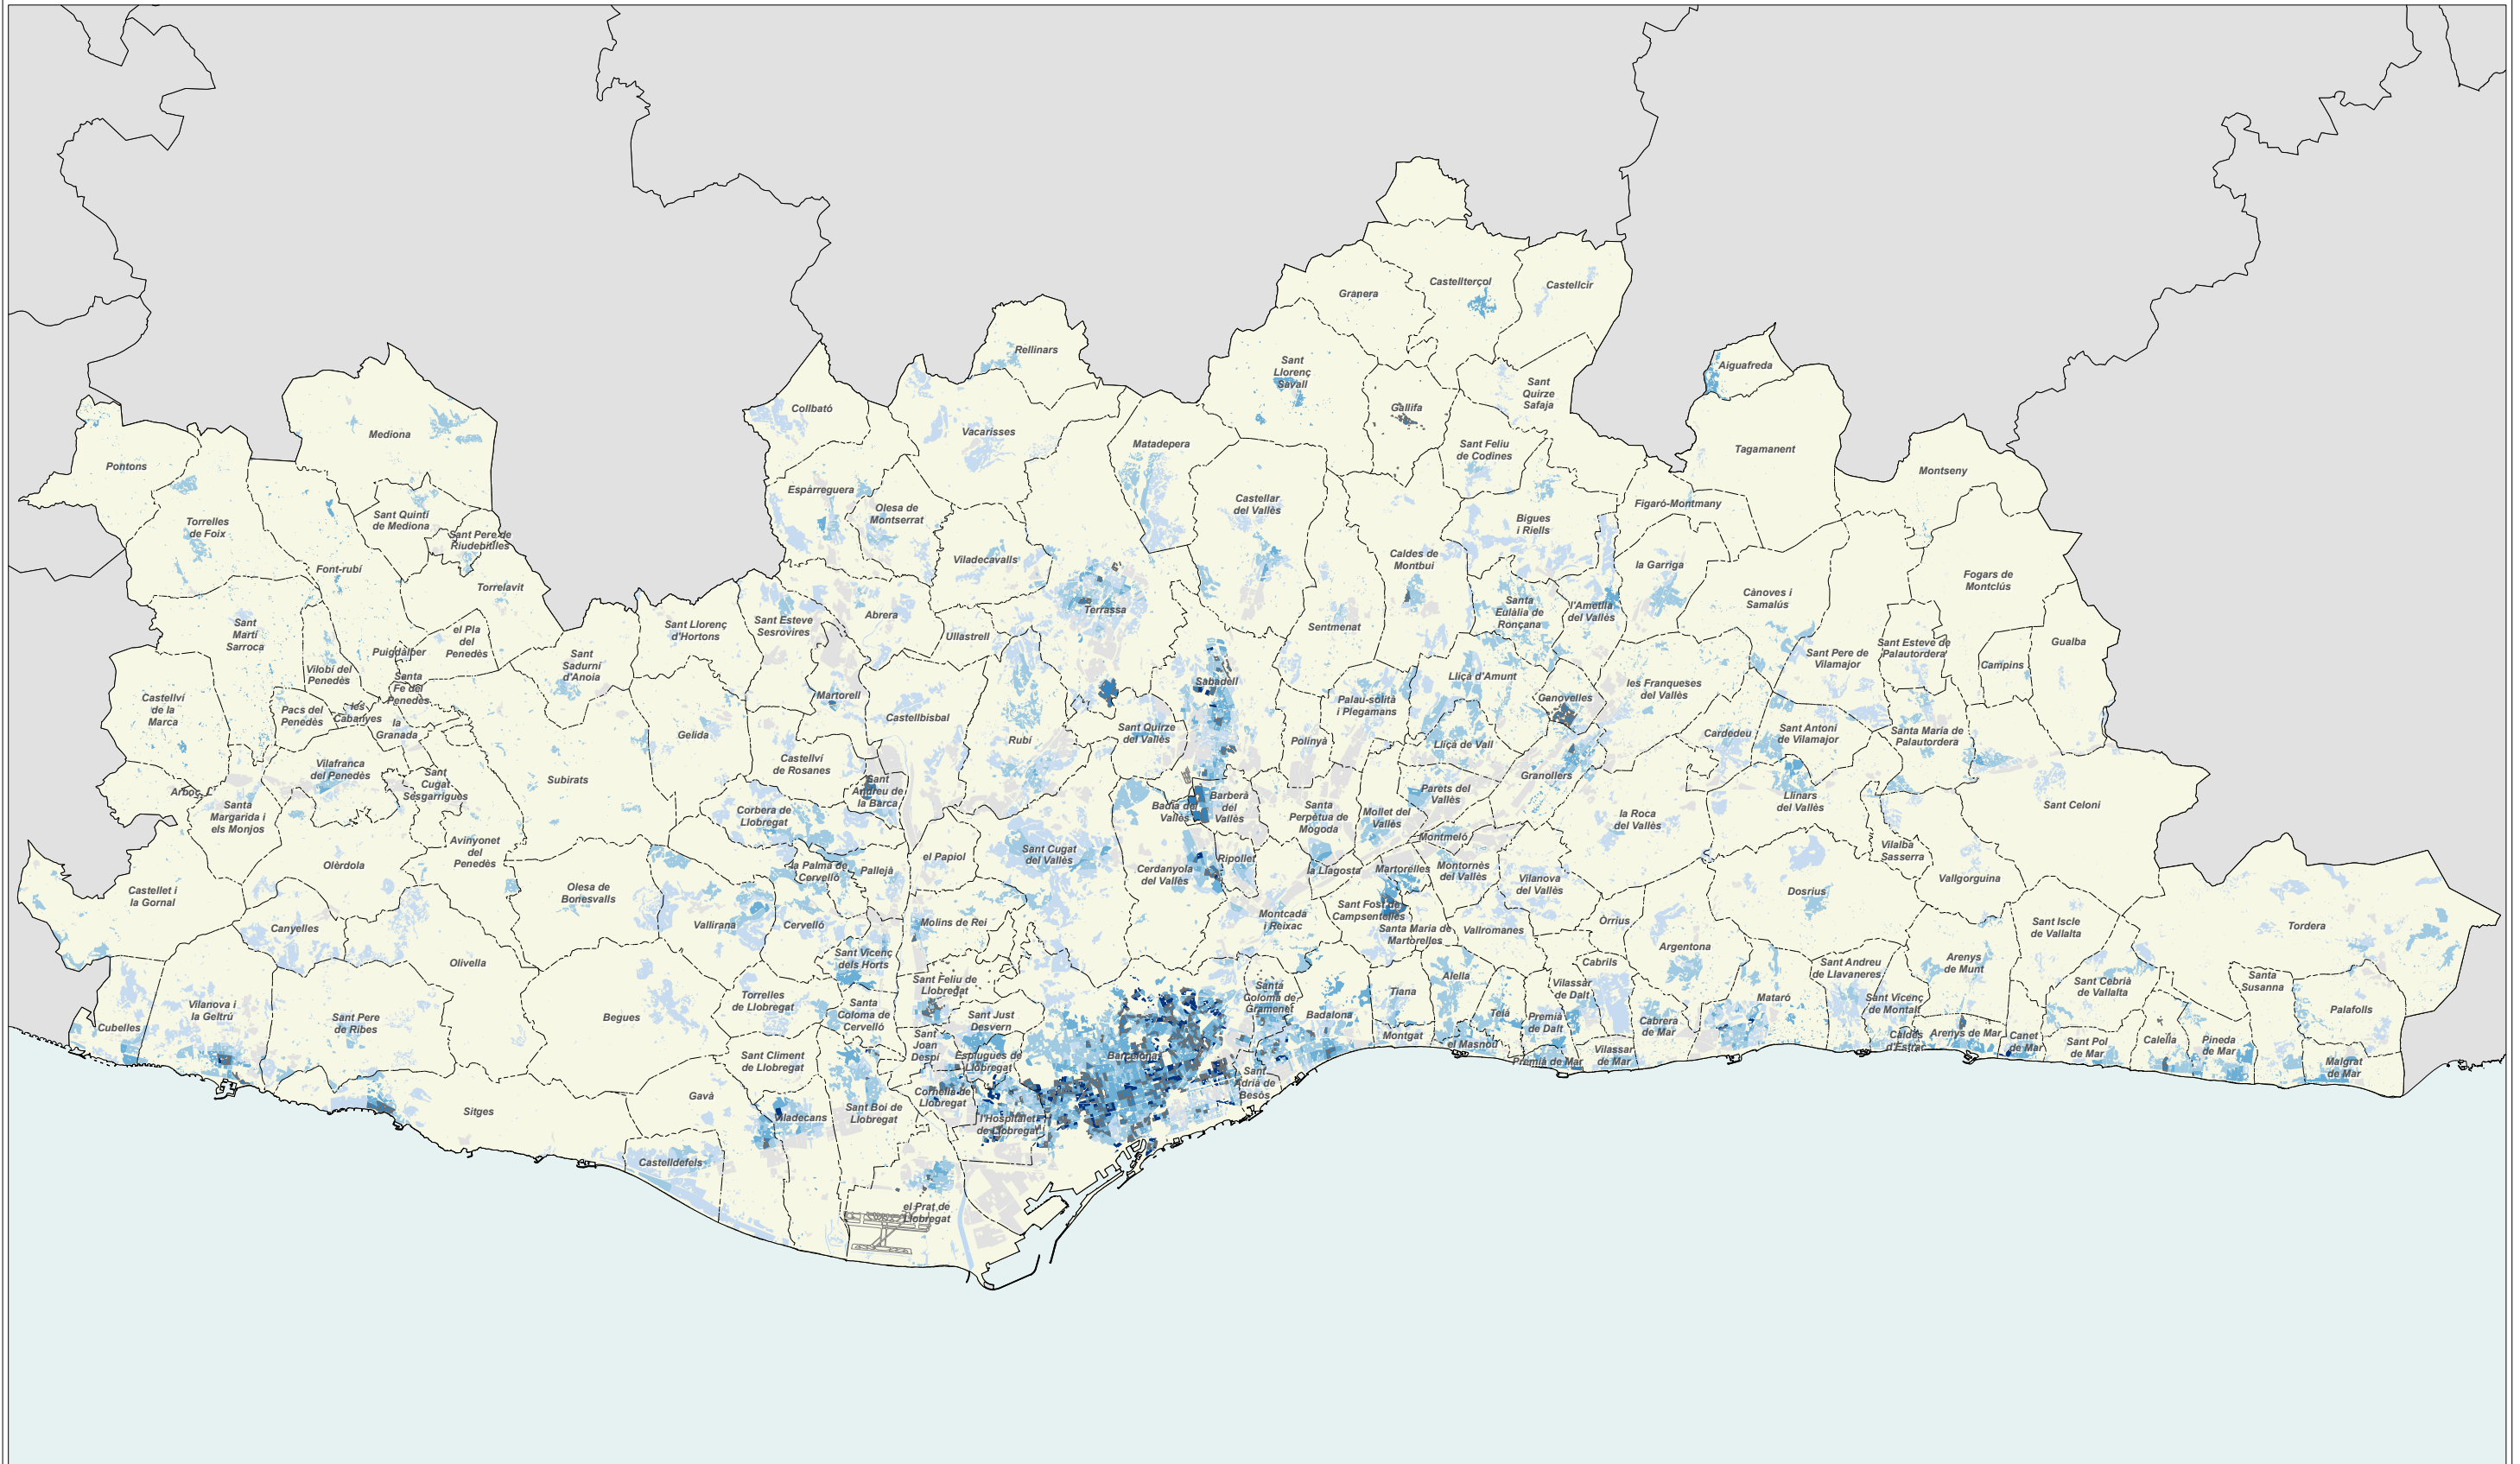 Castellterçol
Castellcir
Granera
Rellinars
Sant
Llorenç
Savall
Aiguafreda
Sant
Quirze
Safaja
Collbató
Gallifa
Mediona
Vacarisses
Matadepera
Sant Feliu
de Codines
Tagamanent
Pontons
Montseny
Esparreguera
Castellar
del Vallès
Figaró-Montmany
Olesa de
Montserrat
Sant Quintí
de Mediona
Torrelles
de Foix
Bigues
i Riells
Sant Pere de
Riudebitlles
Viladecavalls
Caldes de
Montbui
la Garriga
Font-rubí
Fogars de
Montclús
Torrelavit
Cànoves i
Samalús
Terrassa
Santa
Eulàlia de
Ronçana
l'Ametlla
del Vallès
Abrera
Sant Esteve
Sesrovires
Sant Llorenç
d'Hortons
Sentmenat
Sant
Martí
Sarroca
el Pla
del
Penedès
Ullastrell
Gualba
Sant Esteve de
Palautordera
Puigdàlber
Sant
Sadurní
d'Anoia
Sant Pere de
Vilamajor
Campins
Vilobí del
Penedès
Lliçà d'Amunt
Sabadell
Santa
Fe del
Penedès
les Franqueses
del Vallès
Martorell
Canovelles
Castellví
de la
Marca
Palau-solità
i Plegamans
Pacs del
Penedès
les
Cabanyes
Castellbisbal
la
Granada
Sant Quirze
del Vallès
Sant Antoni
de Vilamajor
Cardedeu
Gelida
Santa Maria de
Palautordera
Rubí
Polinyà
Lliçà de Vall
Castellví
de Rosanes
Vilafranca
del Penedès
Granollers
Subirats
Sant
Cugat
Sesgarrigues
Sant
Andreu de
la Barca
Arboç, L'
Parets del
Vallès
Llinars
del Vallès
Santa
Margarida i
els Monjos
Badia del
Vallès
Barberà
del
Vallès
Sant Celoni
Corbera de
Llobregat
Santa
Perpètua de
Mogoda
Mollet del
Vallès
la Roca
del Vallès
Montmeló
Avinyonet
del
Penedès
Sant Cugat
del Vallès
el Papiol
Vilalba
Sasserra
Ripollet
Olèrdola
la Palma de
Cervelló
Pallejà
Cerdanyola
del Vallès
la Llagosta
Martorelles
Montornès
del Vallès
Vilanova
del Vallès
Vallgorguina
Castellet i
la Gornal
Olesa de
Bonesvalls
Dosrius
Sant Fost de
Campsentelles
Montcada
i Reixac
Òrrius
Canyelles
Vallirana
Cervelló
Molins de Rei
Santa Maria de
Martorelles
Vallromanes
Sant Iscle
de Vallalta
Tordera
Argentona
Olivella
Sant Vicenç
dels Horts
Cabrils
Arenys
de Munt
Sant Andreu
de Llavaneres
Alella
Sant Feliu de
Llobregat
Santa
Coloma de
Gramenet
Tiana
Vilassar
de Dalt
Santa
Susanna
Sant Cebrià
de Vallalta
Torrelles
de Llobregat
Mataró
Sant Vicenç
de Montalt
Vilanova i
la Geltrú
Sant Pere
de Ribes
Begues
Santa
Coloma de
Cervelló
Sant Just
Desvern
Badalona
Teià
Premià
de Dalt
Cabrera
de Mar
Palafolls
Cubelles
Montgat
el Masnou
Caldes
d'Estrac
Arenys de Mar
Canet
de Mar
Sant Pol
de Mar
Calella
Pineda
de Mar
Sant
Joan
Despí
Esplugues de
Llobregat
Barcelona
Sant Climent
de Llobregat
Premià de Mar
Vilassar
de Mar
Malgrat
de Mar
Sant
Adrià de
Besòs
Gavà
Cornellà de
Llobregat
Sitges
Viladecans
Sant Boi de
Llobregat
l'Hospitalet
de Llobregat
Castelldefels
el Prat de
Llobregat